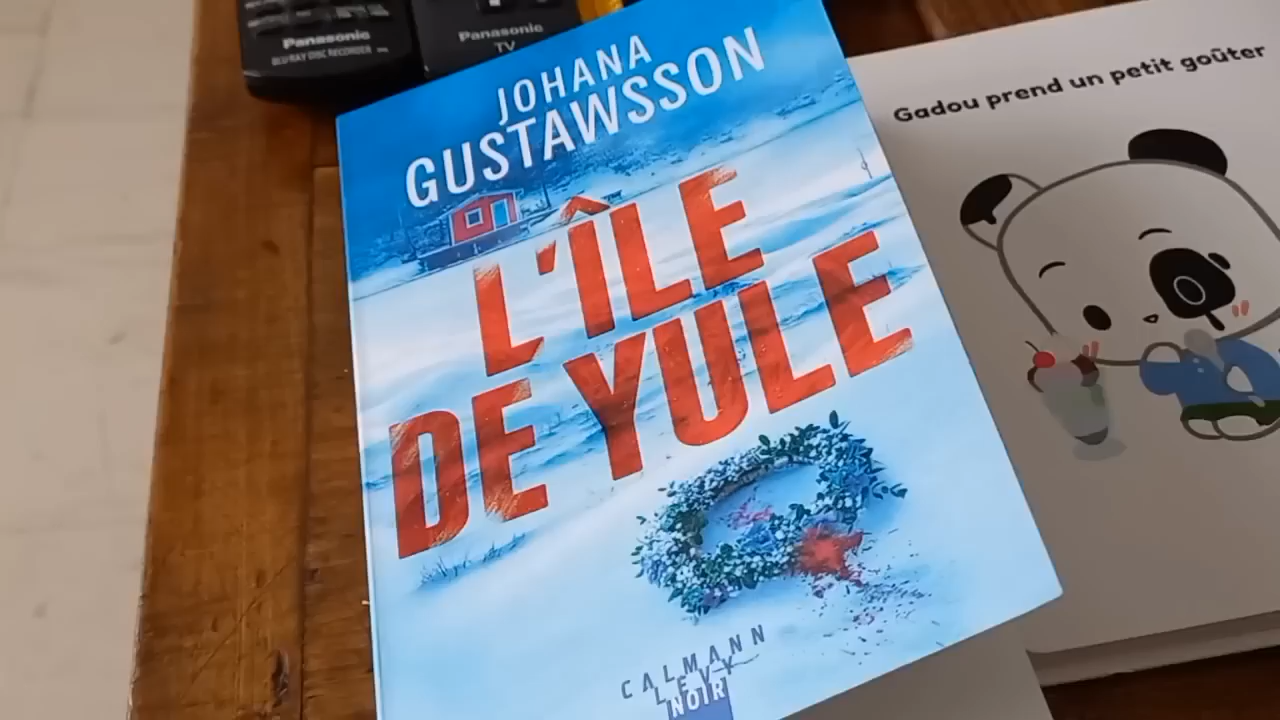 Panasonic
BLU-RAY DISC RECORDER
Panasonic
TV
JOHANA
GUSTAWSSON
L'ÎLE
DE YULE
CALMANN
LEVY
NOIR
Gadou prend un petit goûter